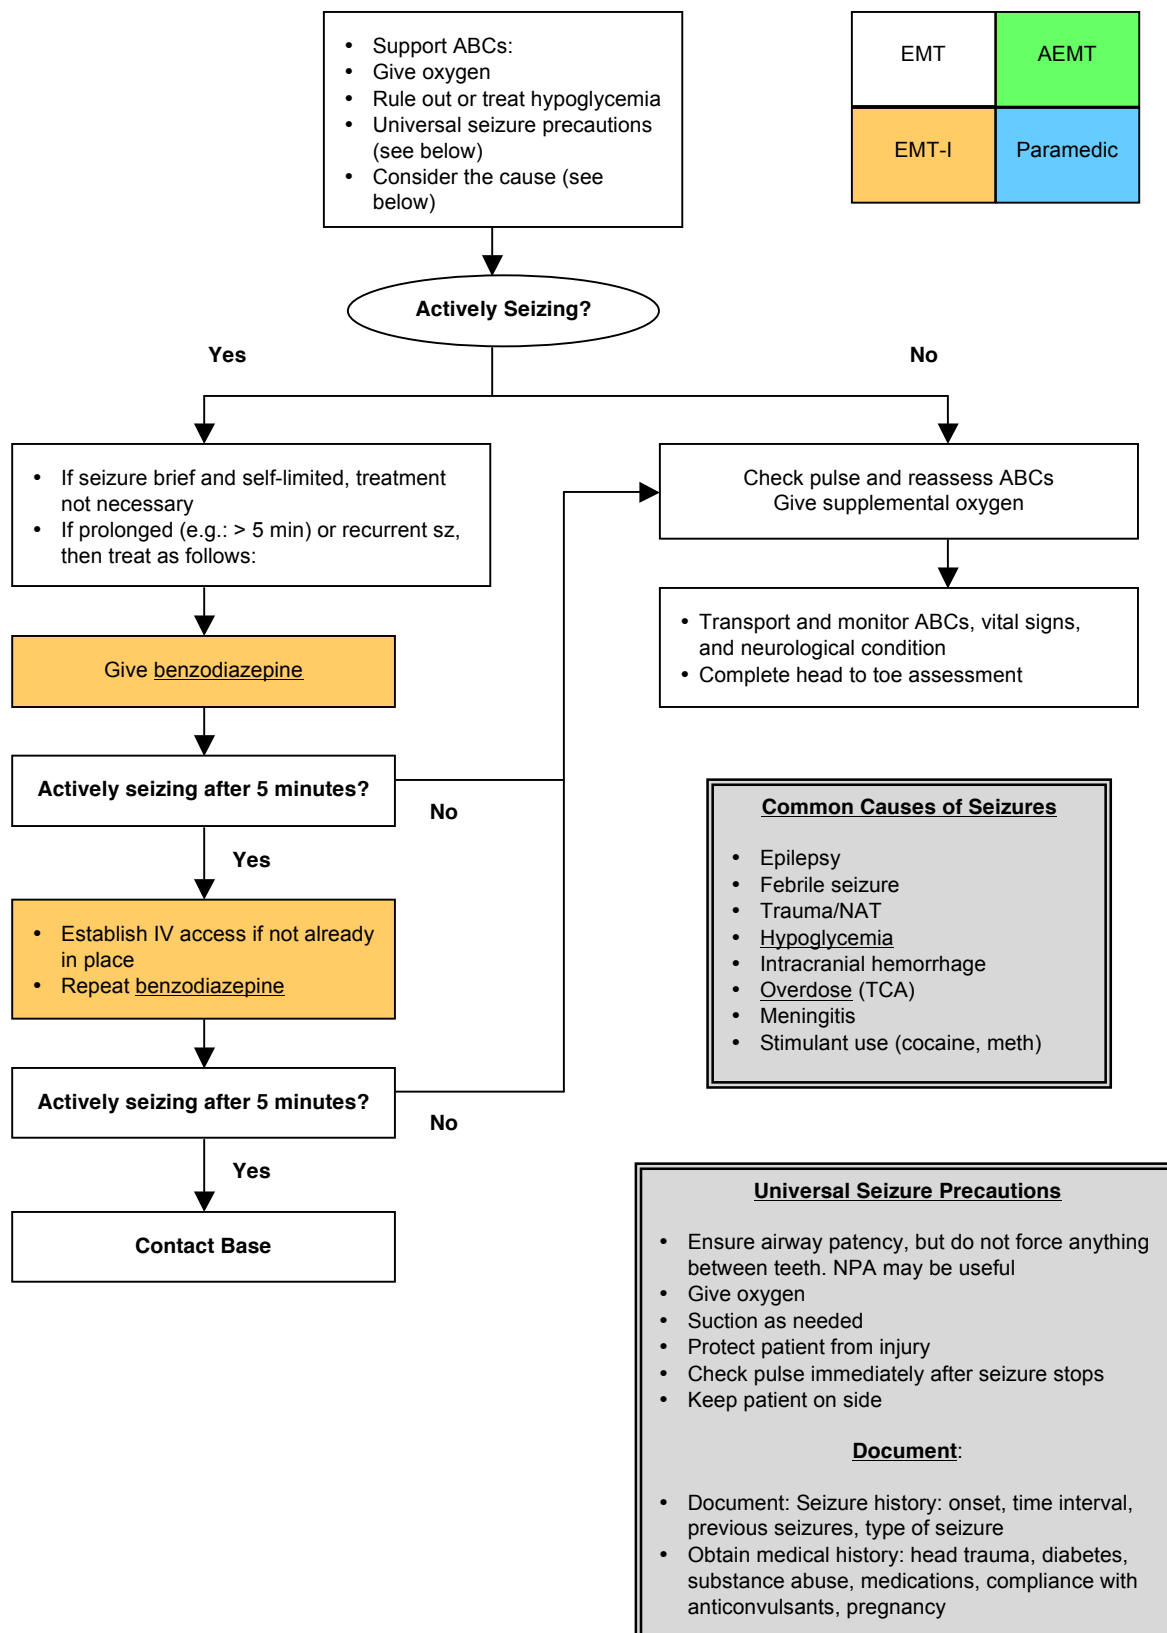 • Support ABCs:
• Give oxygen
• Rule out or treat hypoglycemia
• Universal seizure precautions
(see below)
• Consider the cause (see
below)
EMT
AEMT
EMT-I
Paramedic
Actively Seizing?
Yes
No
• If seizure brief and self-limited, treatment
not necessary
• If prolonged (e.g.: > 5 min) or recurrent sz,
then treat as follows:
Check pulse and reassess ABCs
Give supplemental oxygen
• Transport and monitor ABCs, vital signs,
and neurological condition
• Complete head to toe assessment
Give benzodiazepine
Actively seizing after 5 minutes?
No
Yes
• Establish IV access if not already
in place
• Repeat benzodiazepine
Actively seizing after 5 minutes?
No
Yes
Contact Base
Common Causes of Seizures
• Epilepsy
• Febrile seizure
• Trauma/NAT
• Hypoglycemia
• Intracranial hemorrhage
• Overdose (TCA)
• Meningitis
• Stimulant use (cocaine, meth)
Universal Seizure Precautions
• Ensure airway patency, but do not force anything
between teeth. NPA may be useful
• Give oxygen
• Suction as needed
• Protect patient from injury
• Check pulse immediately after seizure stops
• Keep patient on side
Document:
• Document: Seizure history: onset, time interval,
previous seizures, type of seizure
• Obtain medical history: head trauma, diabetes,
substance abuse, medications, compliance with
anticonvulsants, pregnancy